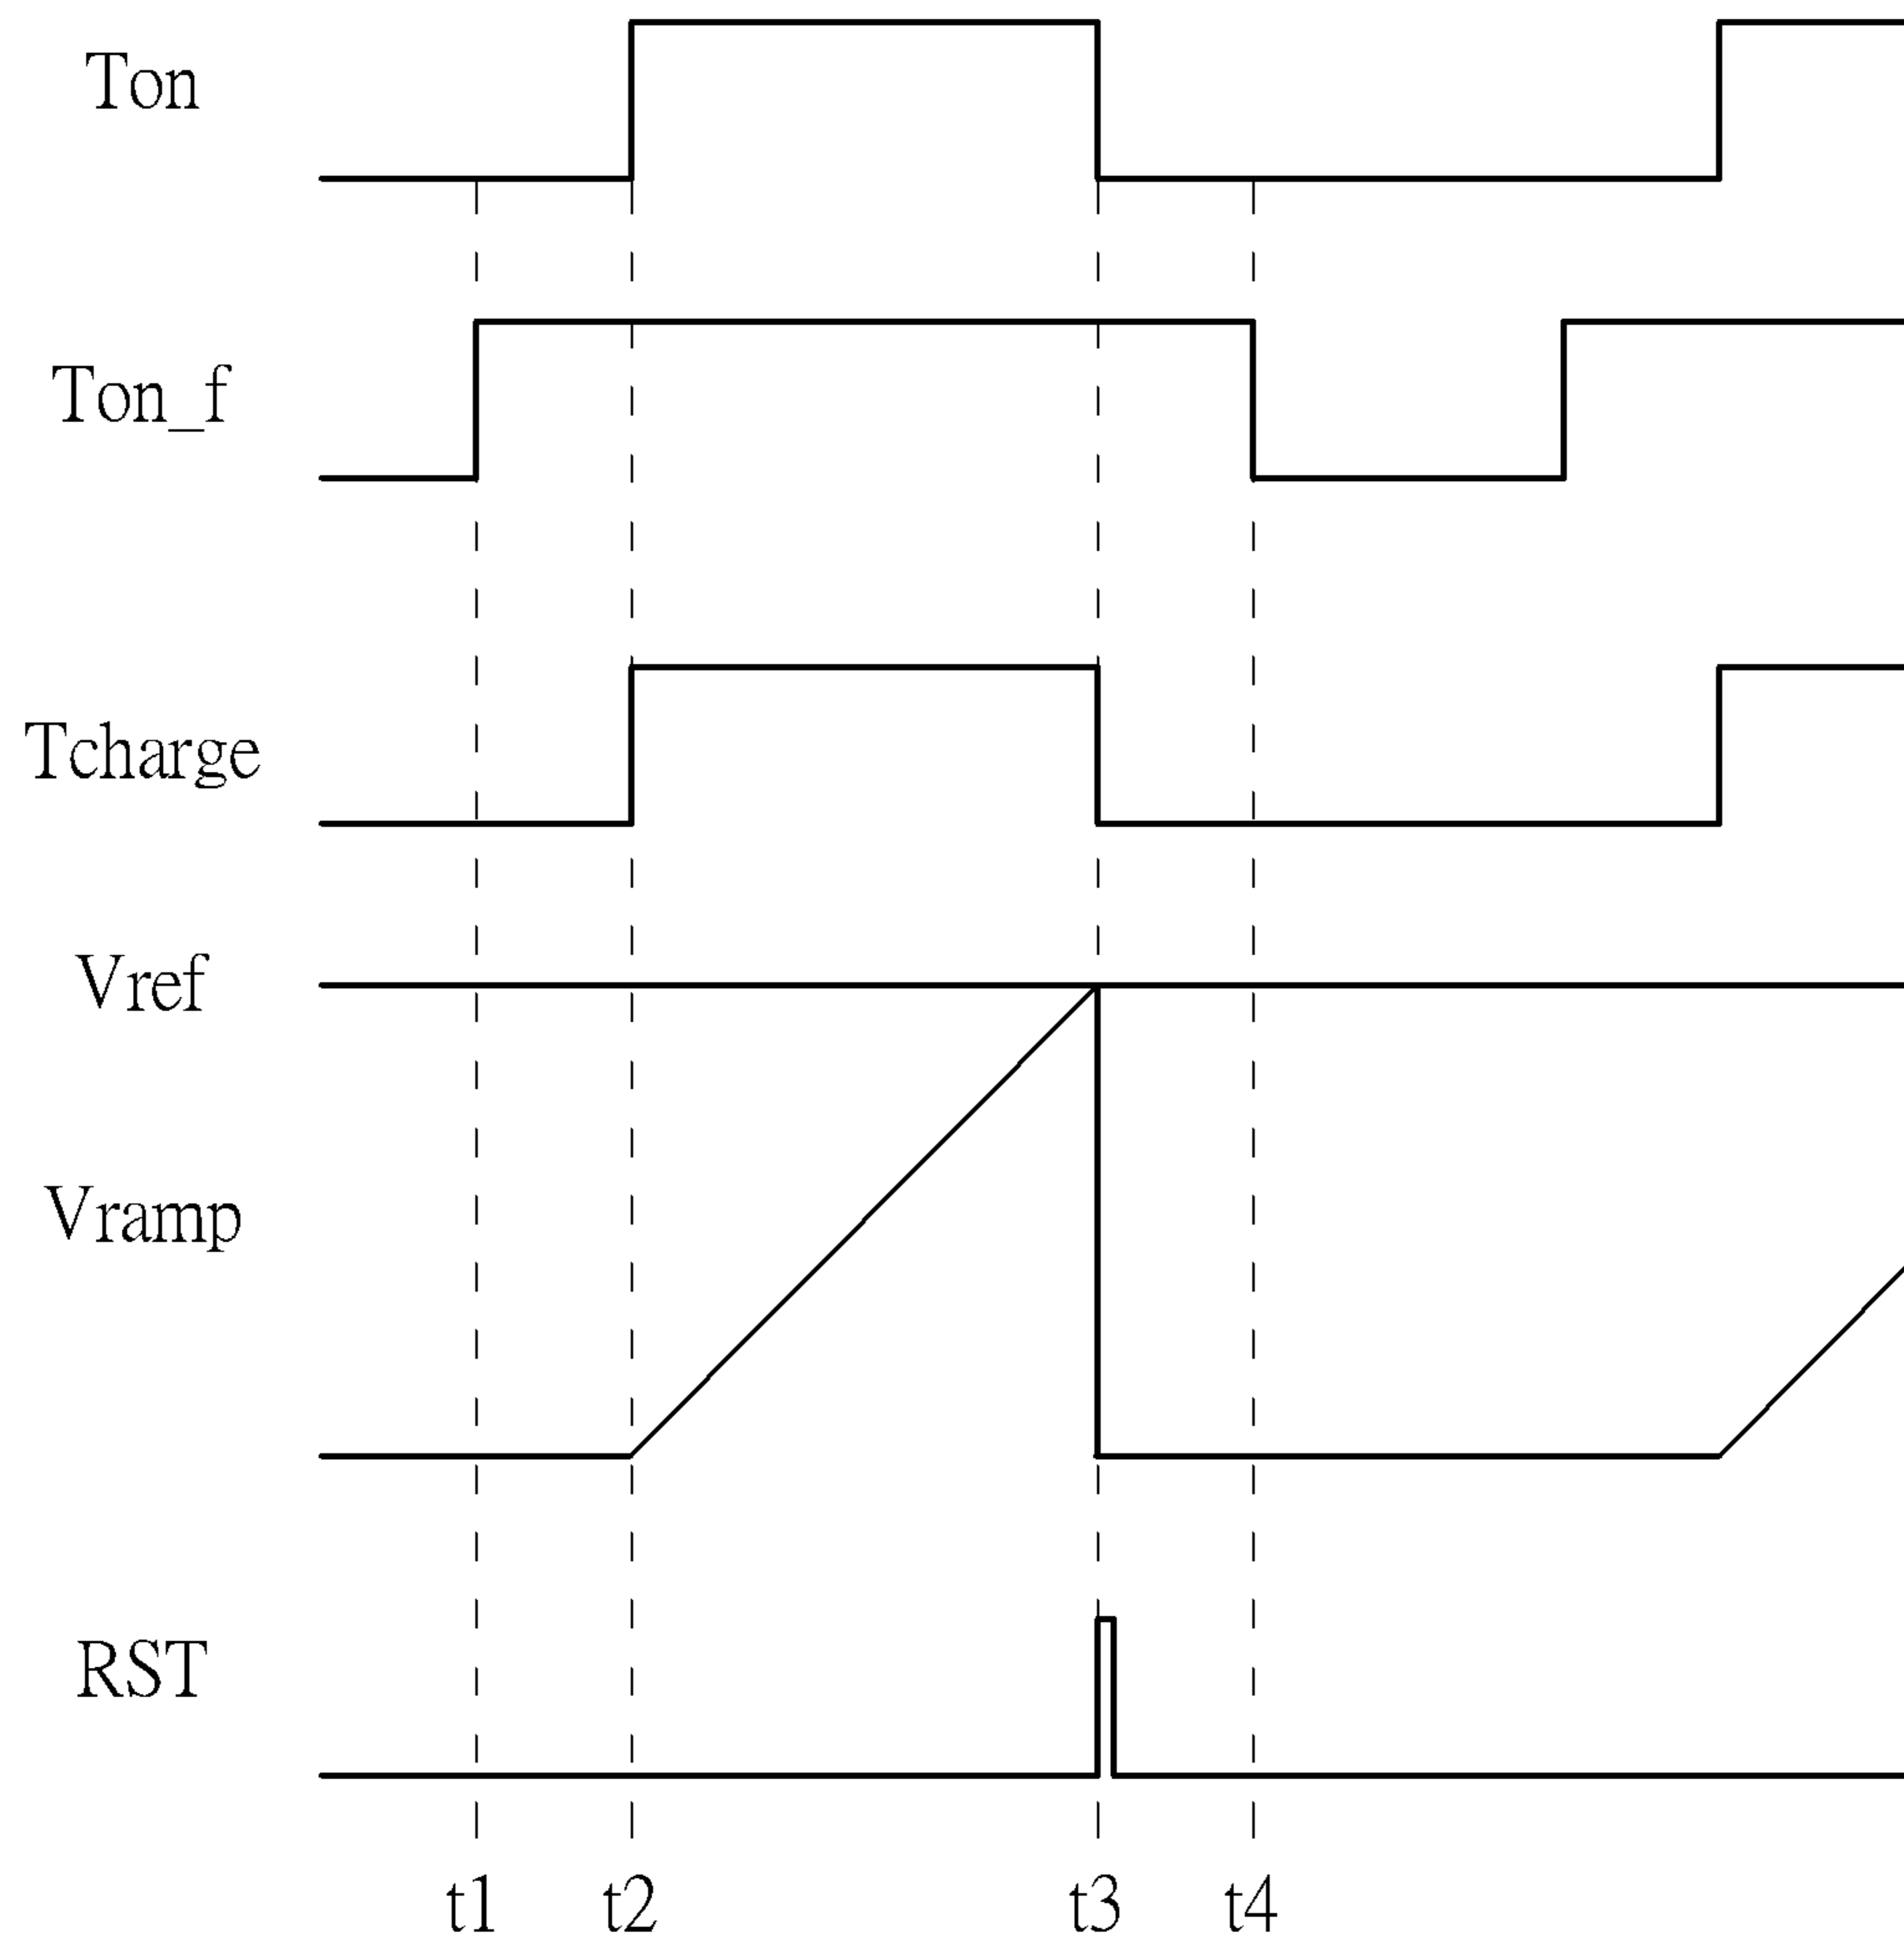 Ton
Ton_f
Tcharge
Vref
Vramp
RST
t1 t2 t3 t4